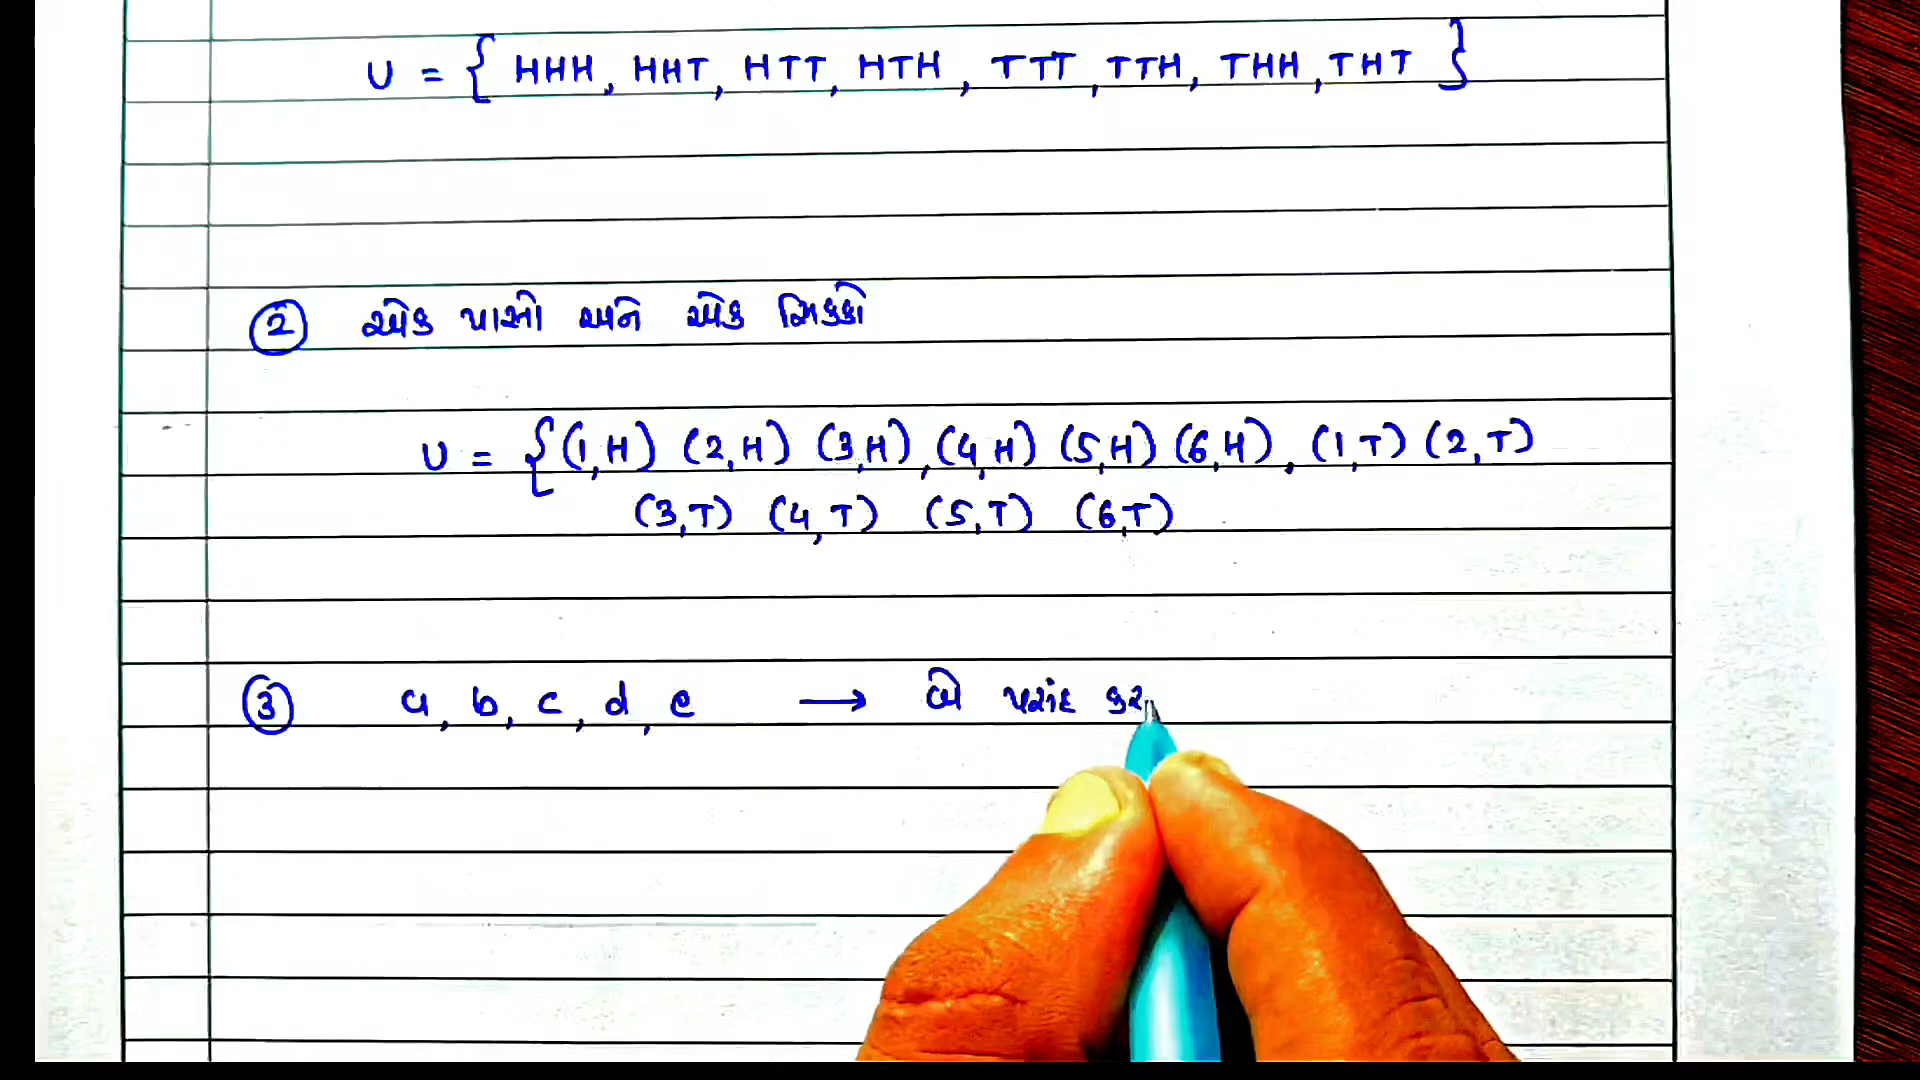 U = { HHH, HHT, HTT, HTH, TTT, TTH, THH, THT }
② એક પાસો અને એક સિક્કો
U = {(1,H) (2,H) (3,H), (4,H) (5,H) (6,H), (1,T) (2,T)
(3,T) (4,T) (5,T) (6,T)
③ a, b, c, d, e ⟶ બે પસંદ કર